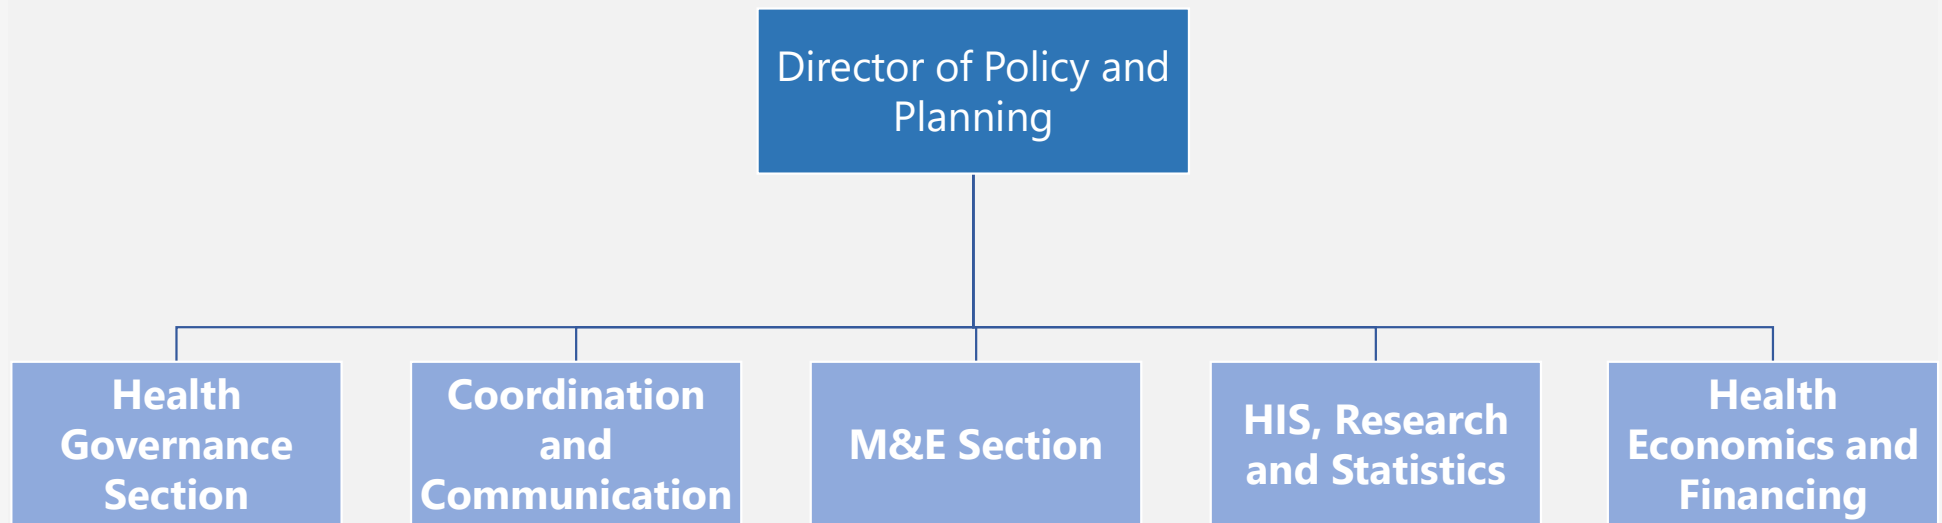 Director of Policy and
Planning
Health
Governance
Section
Coordination
and
Communication
M&E Section
HIS, Research
and Statistics
Health
Economics and
Financing